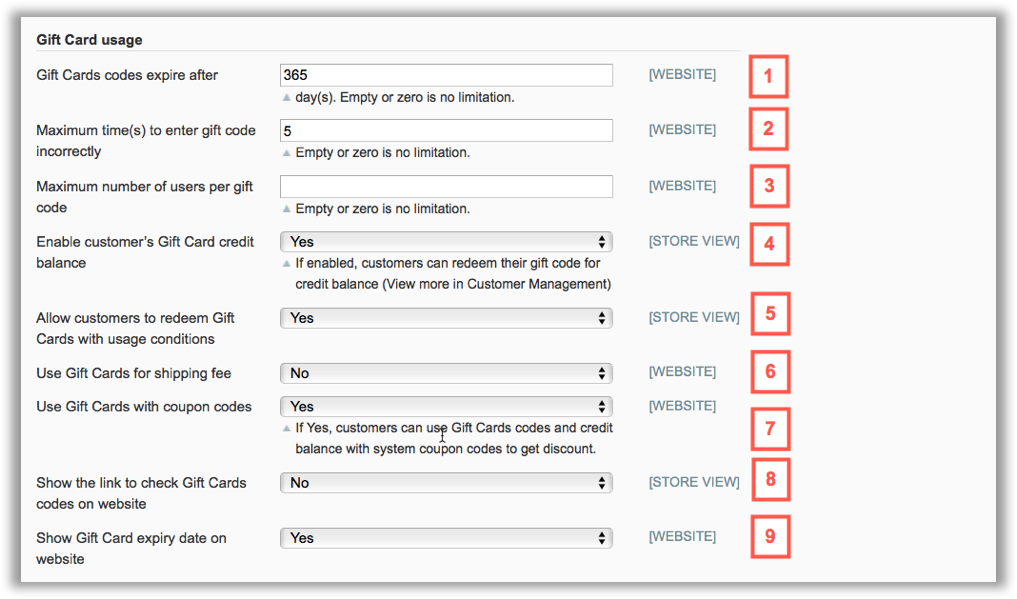 Gift Card usage
Gift Cards codes expire after 365 [WEBSITE] 1
day(s). Empty or zero is no limitation.
Maximum time(s) to enter gift code 5 [WEBSITE] 2
incorrectly Empty or zero is no limitation.
Maximum number of users per gift [WEBSITE] 3
code Empty or zero is no limitation.
Enable customer's Gift Card credit Yes [STORE VIEW] 4
balance If enabled, customers can redeem their gift code for
credit balance (View more in Customer Management)
Allow customers to redeem Gift Yes [STORE VIEW] 5
Cards with usage conditions
Use Gift Cards for shipping fee No [WEBSITE] 6
Use Gift Cards with coupon codes Yes [WEBSITE]
If Yes, customers can use Gift Cards codes and credit 7
balance with system coupon codes to get discount.
Show the link to check Gift Cards No [STORE VIEW] 8
codes on website
Show Gift Card expiry date on Yes [WEBSITE] 9
website